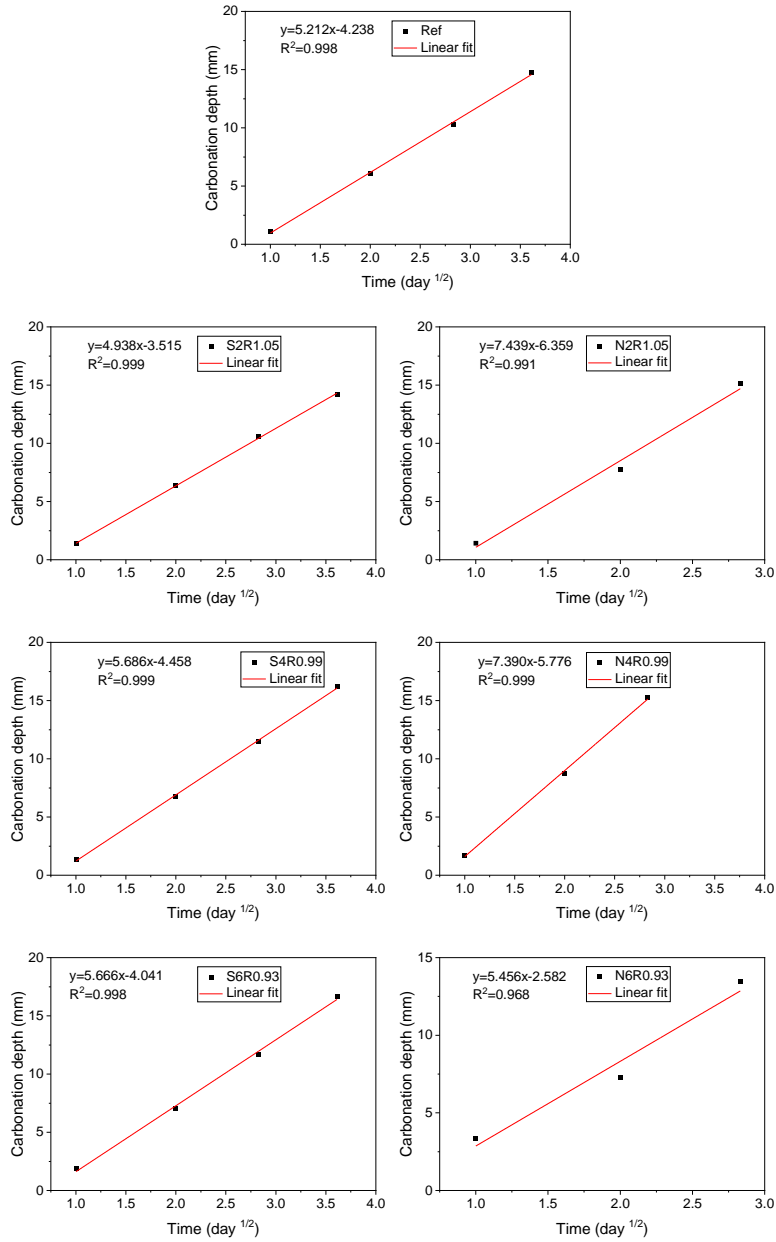 y=5.212x-4.238
R²=0.998
Ref
Linear fit
Carbonation depth (mm)
20
15
10
5
0
1.0 1.5 2.0 2.5 3.0 3.5 4.0
Time (day ¹/²)
y=4.938x-3.515
R²=0.999
S2R1.05
Linear fit
Carbonation depth (mm)
20
15
10
5
0
1.0 1.5 2.0 2.5 3.0 3.5 4.0
Time (day ¹/²)
y=7.439x-6.359
R²=0.991
N2R1.05
Linear fit
Carbonation depth (mm)
20
15
10
5
0
1.0 1.5 2.0 2.5 3.0
Time (day ¹/²)
y=5.686x-4.458
R²=0.999
S4R0.99
Linear fit
Carbonation depth (mm)
20
15
10
5
0
1.0 1.5 2.0 2.5 3.0 3.5 4.0
Time (day ¹/²)
y=7.390x-5.776
R²=0.999
N4R0.99
Linear fit
Carbonation depth (mm)
20
15
10
5
0
1.0 1.5 2.0 2.5 3.0 3.5 4.0
Time (day ¹/²)
y=5.666x-4.041
R²=0.998
S6R0.93
Linear fit
Carbonation depth (mm)
20
15
10
5
0
1.0 1.5 2.0 2.5 3.0 3.5 4.0
Time (day ¹/²)
y=5.456x-2.582
R²=0.968
N6R0.93
Linear fit
Carbonation depth (mm)
15
10
5
0
1.0 1.5 2.0 2.5 3.0
Time (day ¹/²)